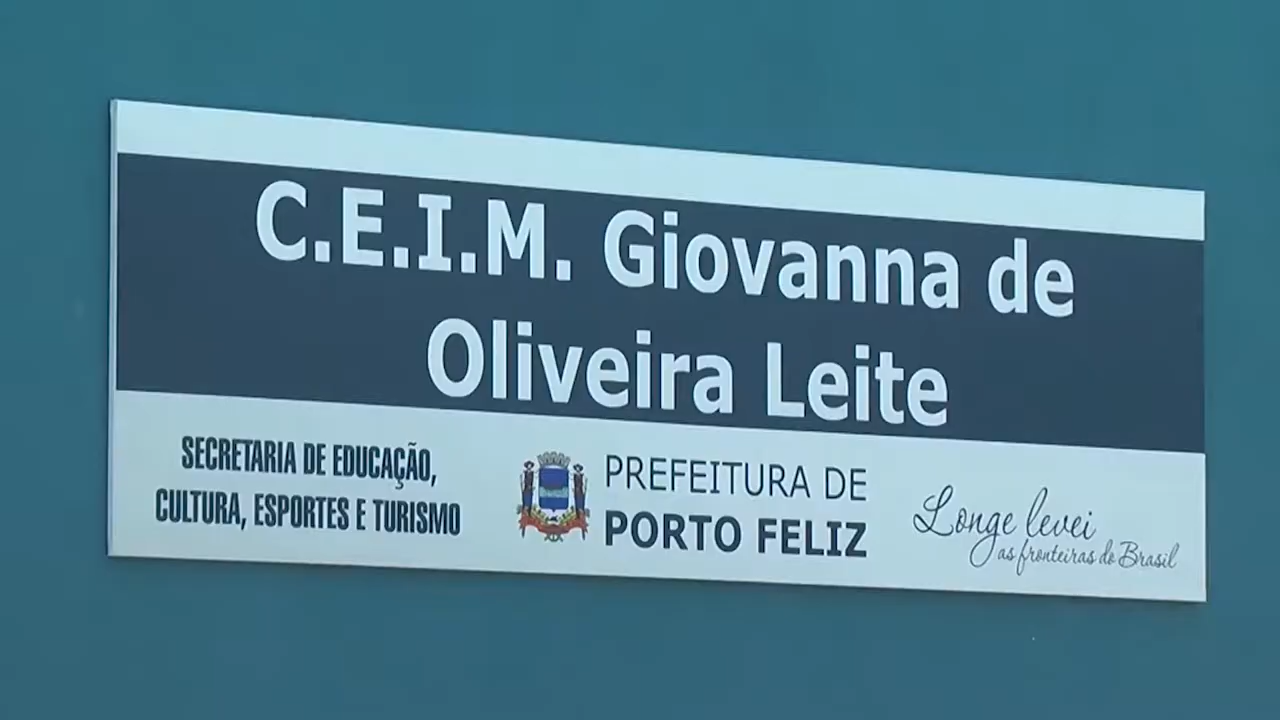 C.E.I.M. Giovanna de
Oliveira Leite
SECRETARIA DE EDUCAÇÃO,
CULTURA, ESPORTES E TURISMO
PREFEITURA DE
PORTO FELIZ
Longe levei
as fronteiras do Brasil